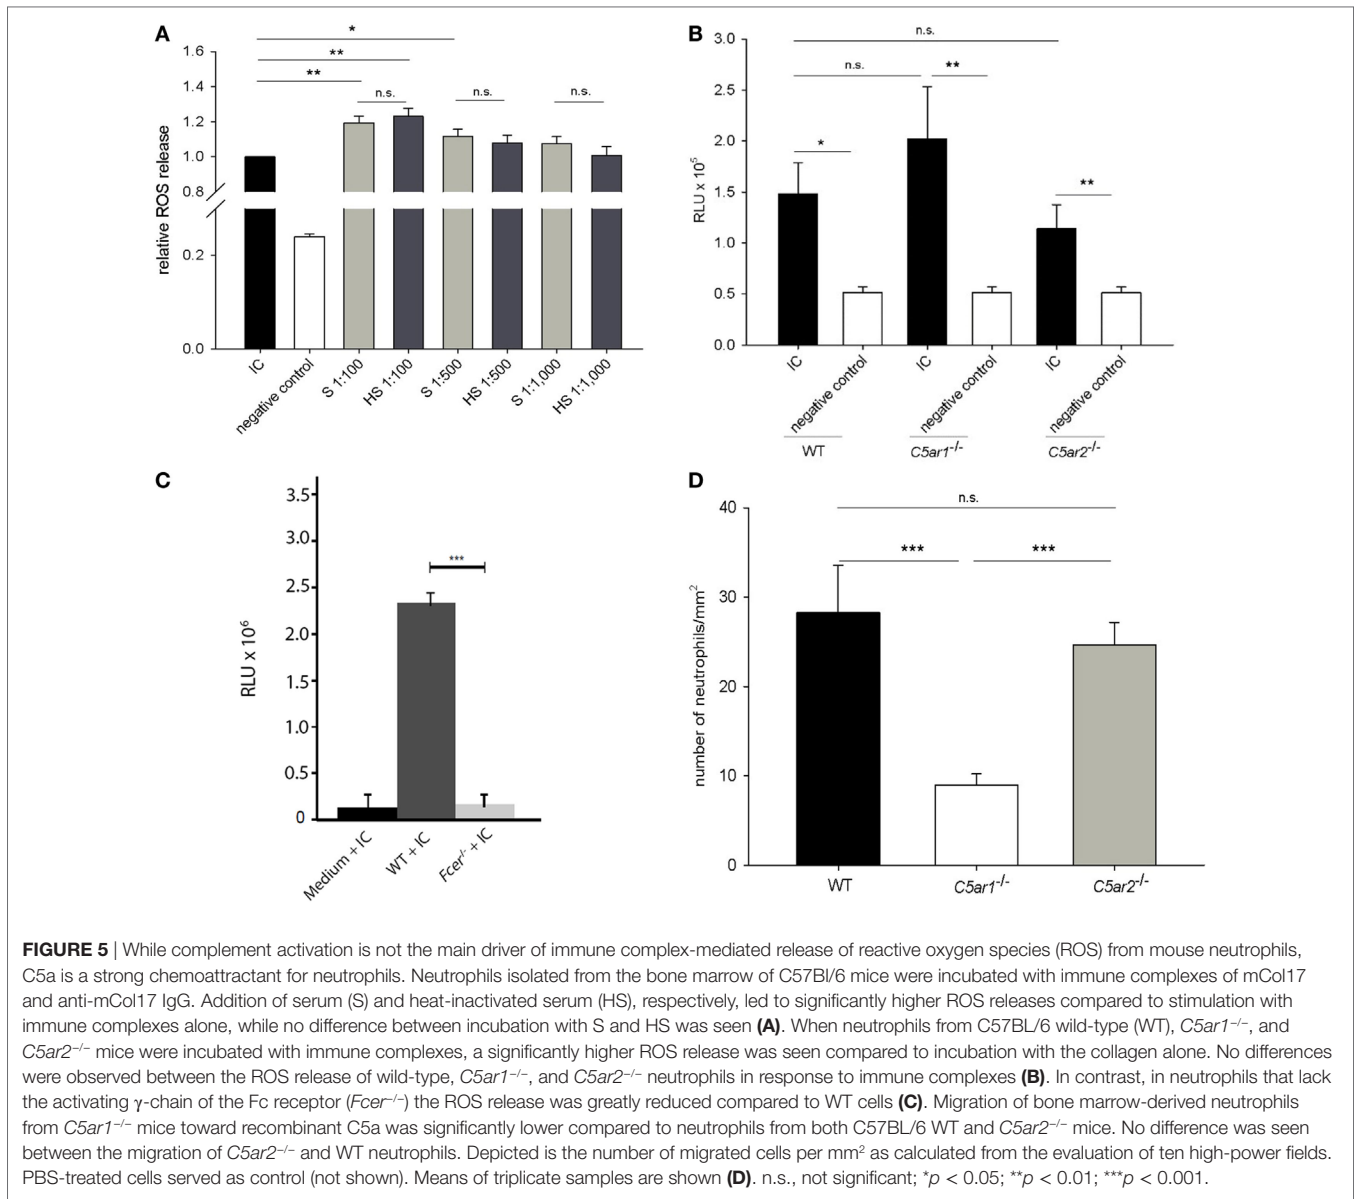 A
relative ROS release
1.6
1.4
1.2
1.0
0.8
0.2
0.0
*
**
**
n.s.
n.s.
n.s.
IC
negative control
S 1:100
HS 1:100
S 1:500
HS 1:500
S 1:1,000
HS 1:1,000
B
RLU x 10⁵
3.0
2.5
2.0
1.5
1.0
0.5
0.0
n.s.
n.s.
**
*
**
IC
negative control
IC
negative control
IC
negative control
WT
C5ar1⁻/⁻
C5ar2⁻/⁻
C
RLU x 10⁶
3.5
3.0
2.5
2.0
1.5
1.0
0.5
0
***
Medium + IC
WT + IC
Fcer⁻/⁻ + IC
D
number of neutrophils/mm²
40
30
20
10
0
n.s.
***
***
WT
C5ar1⁻/⁻
C5ar2⁻/⁻
FIGURE 5 | While complement activation is not the main driver of immune complex-mediated release of reactive oxygen species (ROS) from mouse neutrophils,
C5a is a strong chemoattractant for neutrophils. Neutrophils isolated from the bone marrow of C57Bl/6 mice were incubated with immune complexes of mCol17
and anti-mCol17 IgG. Addition of serum (S) and heat-inactivated serum (HS), respectively, led to significantly higher ROS releases compared to stimulation with
immune complexes alone, while no difference between incubation with S and HS was seen (A). When neutrophils from C57BL/6 wild-type (WT), C5ar1⁻/⁻, and
C5ar2⁻/⁻ mice were incubated with immune complexes, a significantly higher ROS release was seen compared to incubation with the collagen alone. No differences
were observed between the ROS release of wild-type, C5ar1⁻/⁻, and C5ar2⁻/⁻ neutrophils in response to immune complexes (B). In contrast, in neutrophils that lack
the activating γ-chain of the Fc receptor (Fcer⁻/⁻) the ROS release was greatly reduced compared to WT cells (C). Migration of bone marrow-derived neutrophils
from C5ar1⁻/⁻ mice toward recombinant C5a was significantly lower compared to neutrophils from both C57BL/6 WT and C5ar2⁻/⁻ mice. No difference was seen
between the migration of C5ar2⁻/⁻ and WT neutrophils. Depicted is the number of migrated cells per mm² as calculated from the evaluation of ten high-power fields.
PBS-treated cells served as control (not shown). Means of triplicate samples are shown (D). n.s., not significant; *p < 0.05; **p < 0.01; ***p < 0.001.